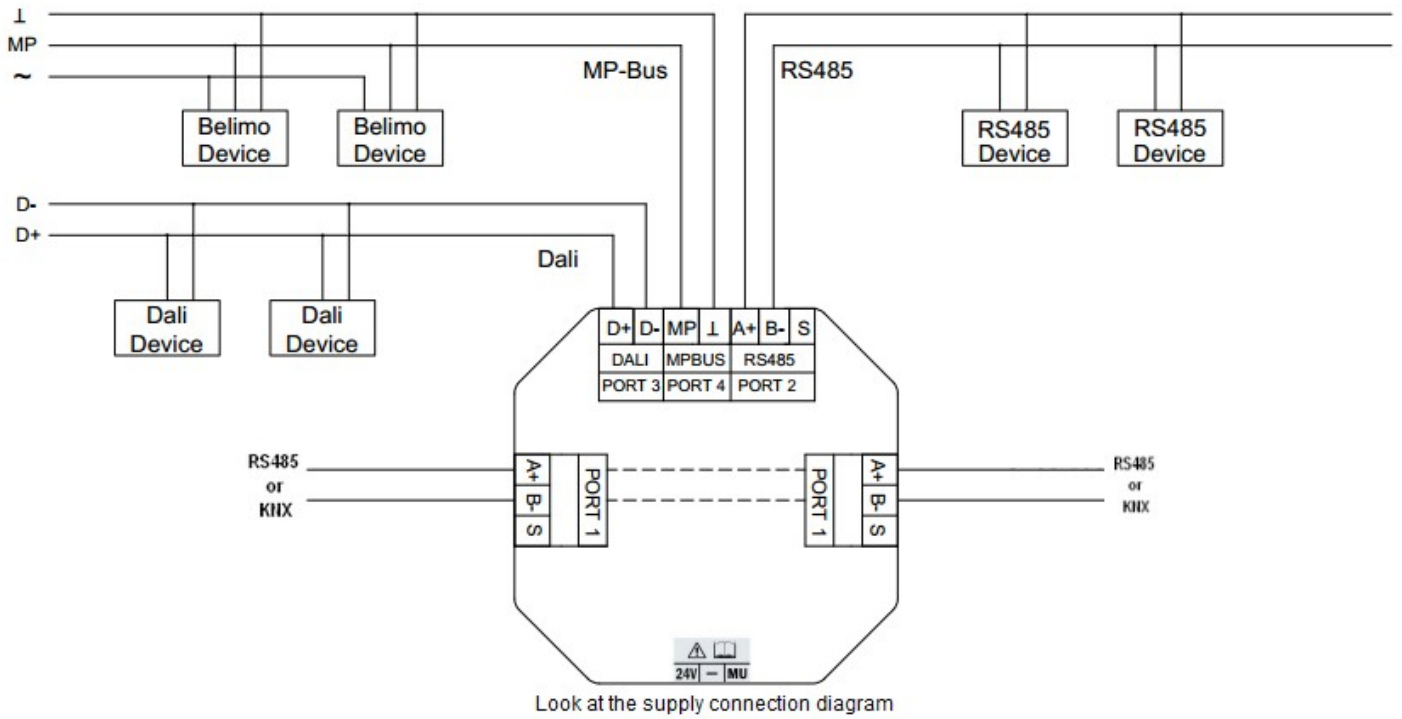 ⊥
MP
~
MP-Bus
RS485
Belimo
Device
Belimo
Device
RS485
Device
RS485
Device
D-
D+
Dali
Dali
Device
Dali
Device
D+ D- MP ⊥ A+ B- S
DALI MPBUS RS485
PORT 3 PORT 4 PORT 2
RS485
or
KNX
A+
B-
S
PORT 1
PORT 1
A+
B-
S
RS485
or
KNX
24V – MU
Look at the supply connection diagram